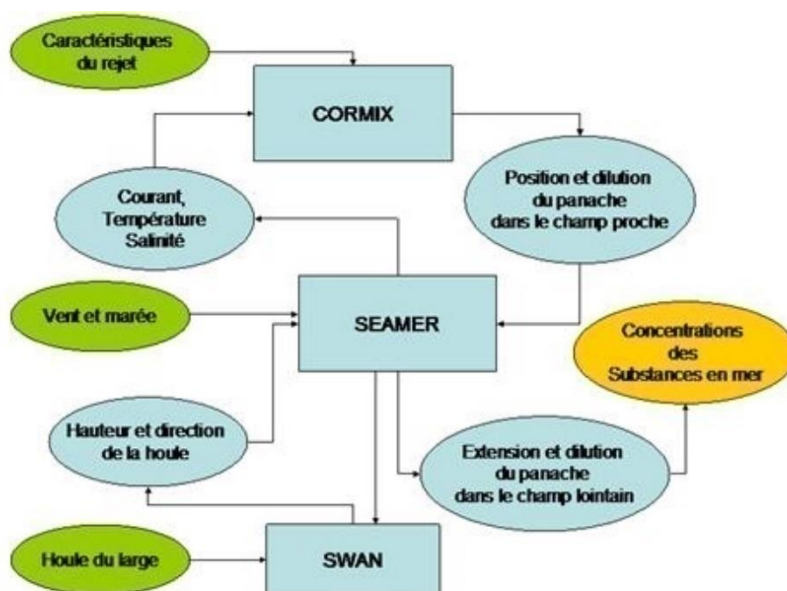 Caractéristiques
du rejet
CORMIX
Courant,
Température
Salinité
Position et dilution
du panache
dans le champ proche
Vent et marée
SEAMER
Concentrations
des
Substances en mer
Hauteur et direction
de la houle
Extension et dilution
du panache
dans le champ lointain
Houle du large
SWAN